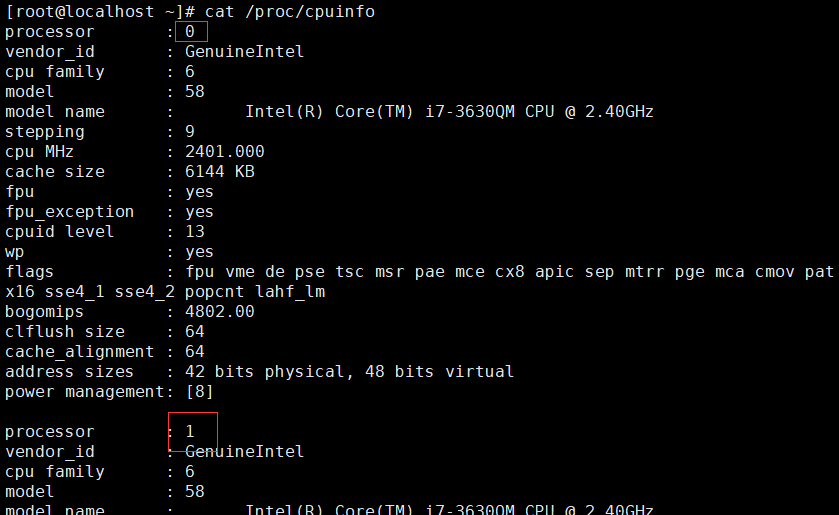 [root@localhost ~]# cat /proc/cpuinfo
processor : 0
vendor_id : GenuineIntel
cpu family : 6
model : 58
model name : Intel(R) Core(TM) i7-3630QM CPU @ 2.40GHz
stepping : 9
cpu MHz : 2401.000
cache size : 6144 KB
fpu : yes
fpu_exception : yes
cpuid level : 13
wp : yes
flags : fpu vme de pse tsc msr pae mce cx8 apic sep mtrr pge mca cmov pat
x16 sse4_1 sse4_2 popcnt lahf_lm
bogomips : 4802.00
clflush size : 64
cache_alignment : 64
address sizes : 42 bits physical, 48 bits virtual
power management: [8]
processor : 1
vendor_id : GenuineIntel
cpu family : 6
model : 58
model name : Intel(R) Core(TM) i7-3630QM CPU @ 2.40GHz